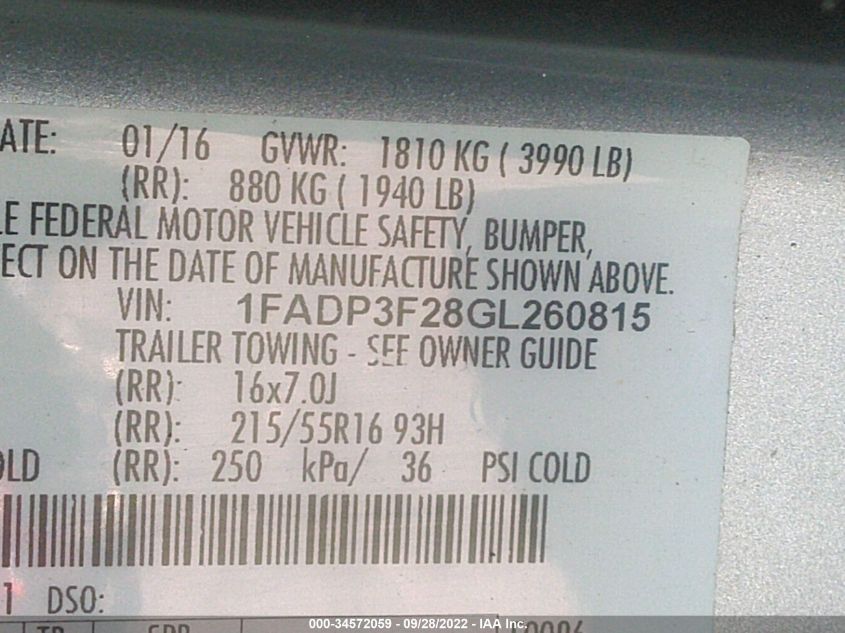 ATE: 01/16 GVWR: 1810 KG ( 3990 LB)
(RR): 880 KG ( 1940 LB)
LE FEDERAL MOTOR VEHICLE SAFETY, BUMPER,
ECT ON THE DATE OF MANUFACTURE SHOWN ABOVE.
VIN: 1FADP3F28GL260815
TRAILER TOWING - SEE OWNER GUIDE
(RR): 16x7.0J
(RR): 215/55R16 93H
OLD (RR): 250 kPa/ 36 PSI COLD
1 DSO:
000-34572059 - 09/28/2022 - IAA Inc.